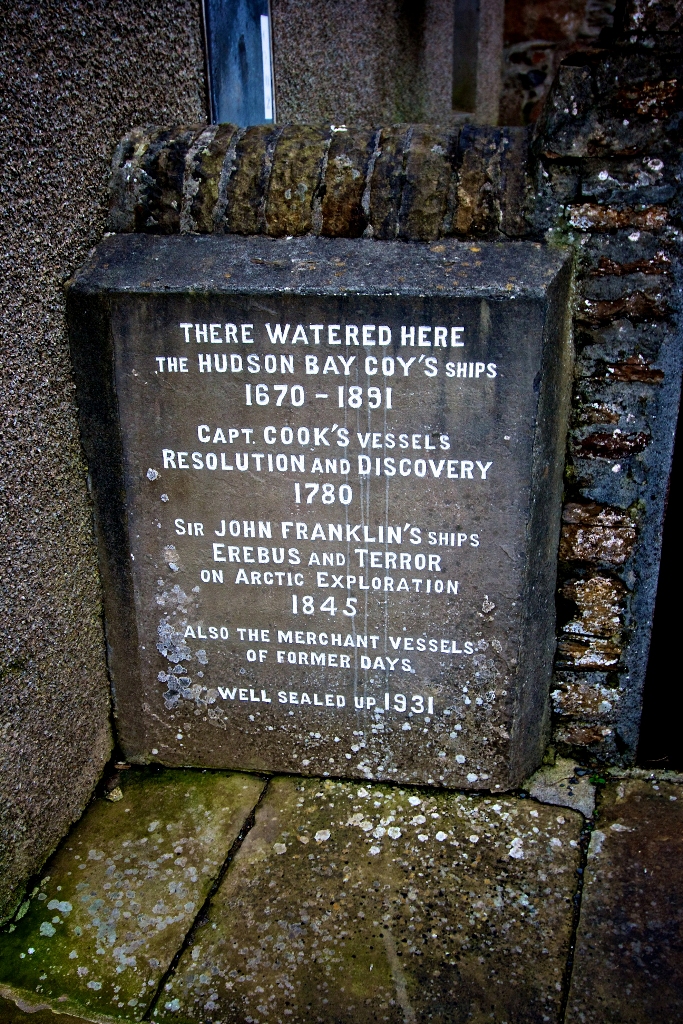 THERE WATERED HERE
THE HUDSON BAY COY'S SHIPS
1670 - 1891
CAPT. COOK'S VESSELS
RESOLUTION AND DISCOVERY
1780
SIR JOHN FRANKLIN'S SHIPS
EREBUS AND TERROR
ON ARCTIC EXPLORATION
1845
ALSO THE MERCHANT VESSELS
OF FORMER DAYS
WELL SEALED UP 1931